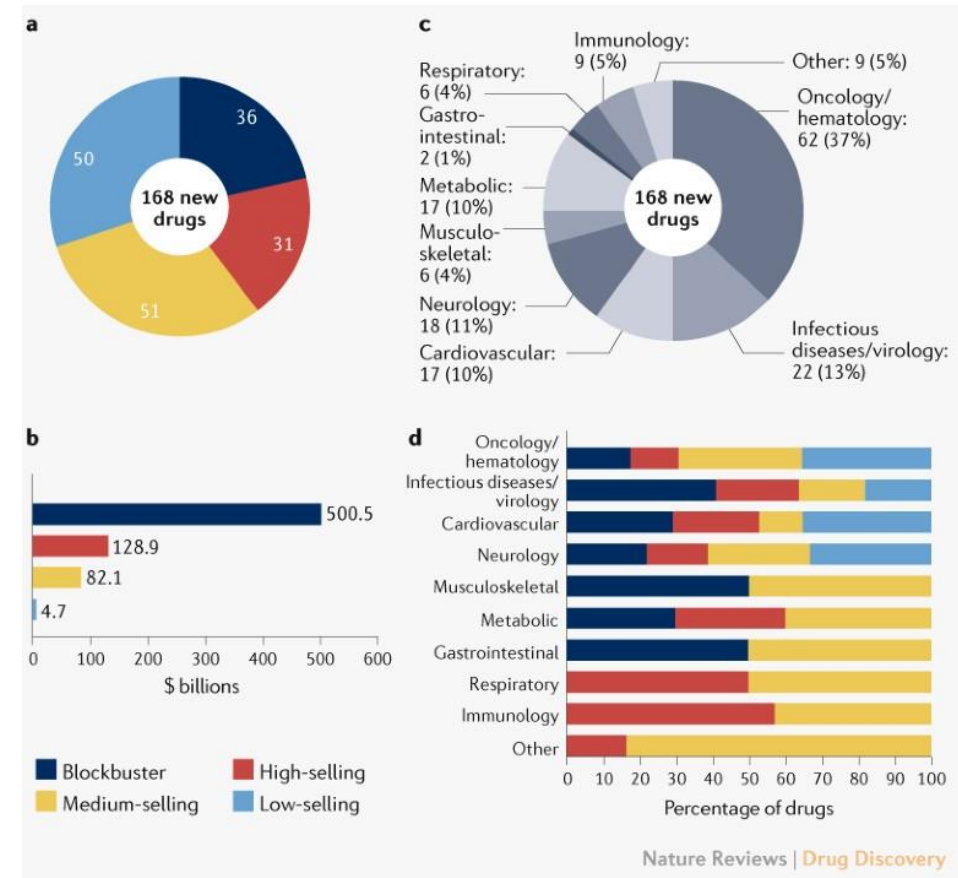 a
36
50
168 new
drugs
31
51
c
Immunology:
9 (5%)
Other: 9 (5%)
Respiratory:
6 (4%)
Oncology/
hematology:
62 (37%)
Gastro-
intestinal:
2 (1%)
Metabolic:
17 (10%)
168 new
drugs
Musculo-
skeletal:
6 (4%)
Neurology:
18 (11%)
Cardiovascular:
17 (10%)
Infectious
diseases/virology:
22 (13%)
b
500.5
128.9
82.1
4.7
0 100 200 300 400 500 600
$ billions
Blockbuster
High-selling
Medium-selling
Low-selling
d
Oncology/
hematology
Infectious diseases/
virology
Cardiovascular
Neurology
Musculoskeletal
Metabolic
Gastrointestinal
Respiratory
Immunology
Other
0 10 20 30 40 50 60 70 80 90 100
Percentage of drugs
Nature Reviews | Drug Discovery